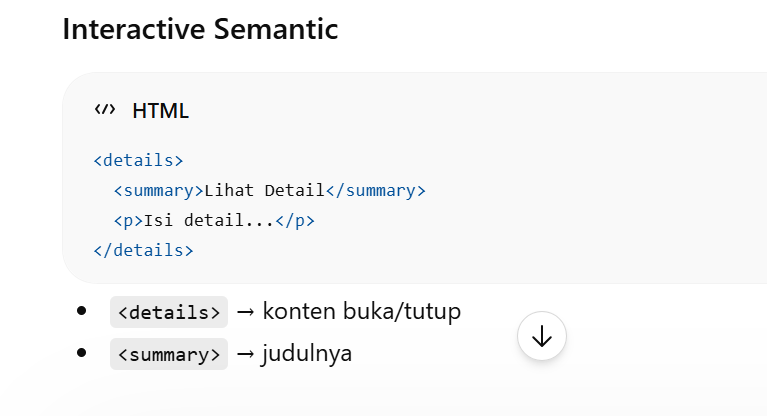 Interactive Semantic
</> HTML
<details>
<summary>Lihat Detail</summary>
<p>Isi detail...</p>
</details>
• <details> → konten buka/tutup
• <summary> → judulnya